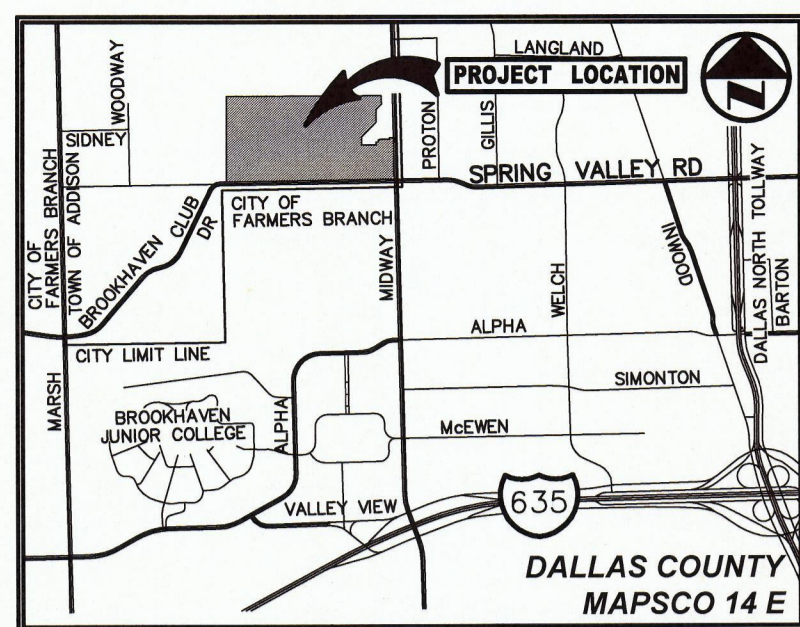 WOODWAY
LANGLAND
PROJECT LOCATION
N
SIDNEY
PROTON
GILLIS
SPRING VALLEY RD
CITY OF
FARMERS BRANCH
TOWN OF ADDISON
BROOKHAVEN CLUB
DR
CITY OF
FARMERS BRANCH
MIDWAY
WELCH
INWOOD
DALLAS NORTH TOLLWAY
BARTON
CITY LIMIT LINE
ALPHA
MARSH
SIMONTON
BROOKHAVEN
JUNIOR COLLEGE
ALPHA
McEWEN
VALLEY VIEW
635
DALLAS COUNTY
MAPSCO 14 E